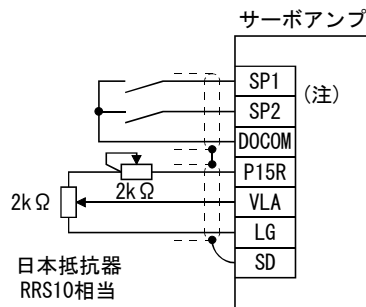 サーボアンプ
SP1
(注)
SP2
DOCOM
P15R
2kΩ
2kΩ
VLA
LG
日本抵抗器
SD
RRS10相当